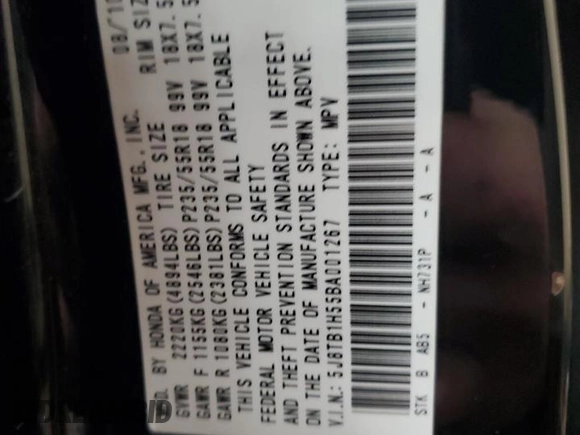 D. BY HONDA OF AMERICA MFG., INC. 08/10
GVWR 2220KG(4894LBS) TIRE SIZE RIM SIZ
GAWR F 1155KG(2546LBS)P235/55R18 99V 18X7.5
GAWR R 1080KG(2381LBS)P235/55R18 99V 18X7.5
THIS VEHICLE CONFORMS TO ALL APPLICABLE
FEDERAL MOTOR VEHICLE SAFETY
AND THEFT PREVENTION STANDARDS IN EFFECT
ON THE DATE OF MANUFACTURE SHOWN ABOVE.
V.I.N.: 5J8TB1H55BA001267 TYPE: MPV
STK B AB5 - NH731P - A - A